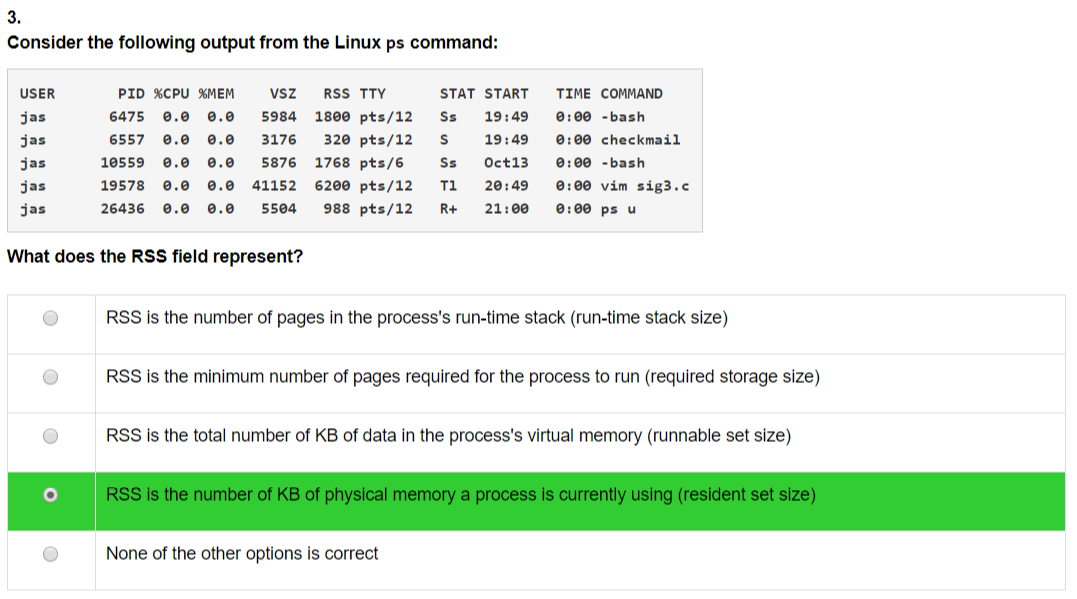 3.
Consider the following output from the Linux ps command:
USER PID %CPU %MEM VSZ RSS TTY STAT START TIME COMMAND
jas 6475 0.0 0.0 5984 1800 pts/12 Ss 19:49 0:00 -bash
jas 6557 0.0 0.0 3176 320 pts/12 S 19:49 0:00 checkmail
jas 10559 0.0 0.0 5876 1768 pts/6 Ss Oct13 0:00 -bash
jas 19578 0.0 0.0 41152 6200 pts/12 Tl 20:49 0:00 vim sig3.c
jas 26436 0.0 0.0 5504 988 pts/12 R+ 21:00 0:00 ps u
What does the RSS field represent?
RSS is the number of pages in the process's run-time stack (run-time stack size)
RSS is the minimum number of pages required for the process to run (required storage size)
RSS is the total number of KB of data in the process's virtual memory (runnable set size)
RSS is the number of KB of physical memory a process is currently using (resident set size)
None of the other options is correct